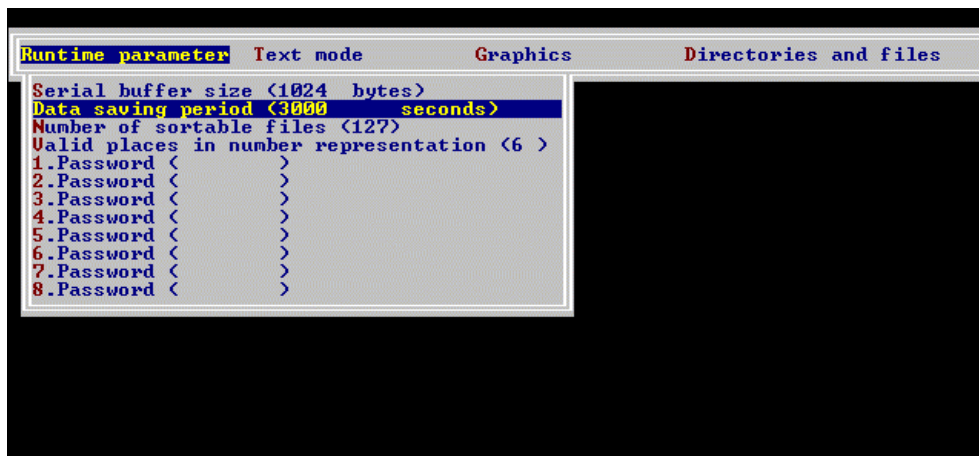 Runtime parameter Text mode Graphics Directories and files
Serial buffer size (1024 bytes)
Data saving period (3000 seconds)
Number of sortable files (127)
Valid places in number representation (6 )
1.Password ( )
2.Password ( )
3.Password ( )
4.Password ( )
5.Password ( )
6.Password ( )
7.Password ( )
8.Password ( )